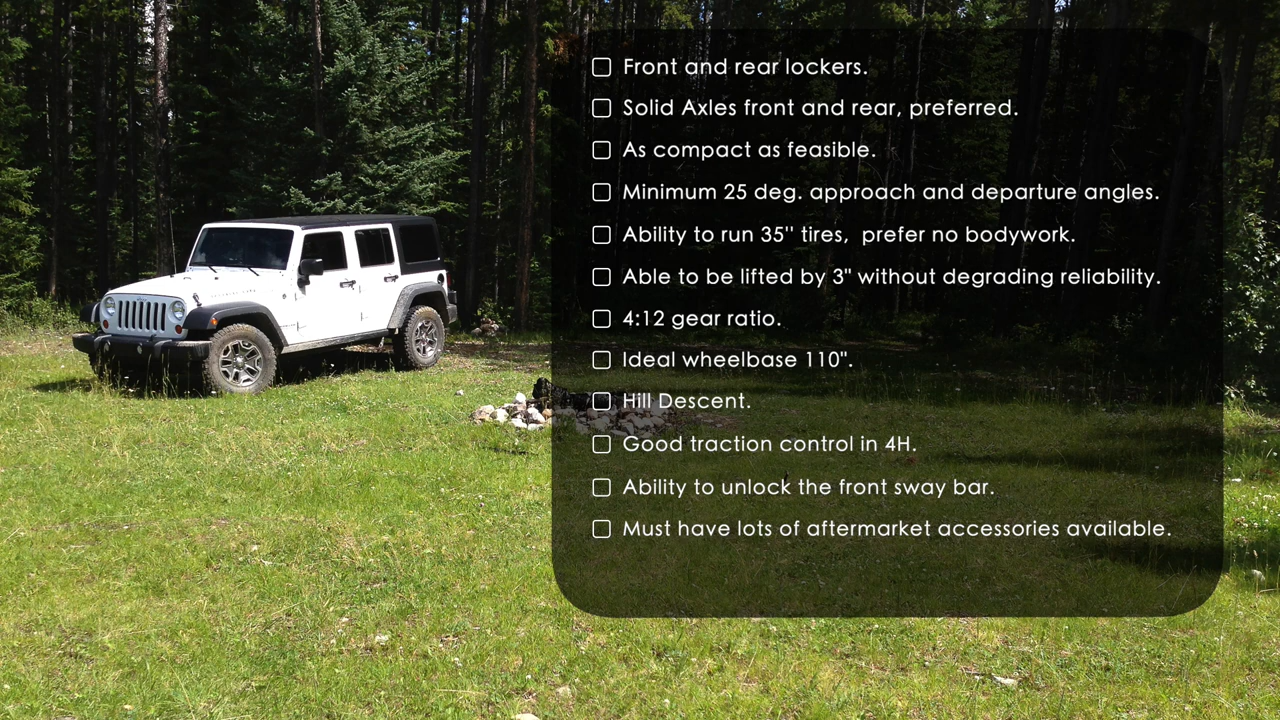 Front and rear lockers.
Solid Axles front and rear, preferred.
As compact as feasible.
Minimum 25 deg. approach and departure angles.
Ability to run 35'' tires, prefer no bodywork.
Able to be lifted by 3" without degrading reliability.
4:12 gear ratio.
Ideal wheelbase 110".
Hill Descent.
Good traction control in 4H.
Ability to unlock the front sway bar.
Must have lots of aftermarket accessories available.